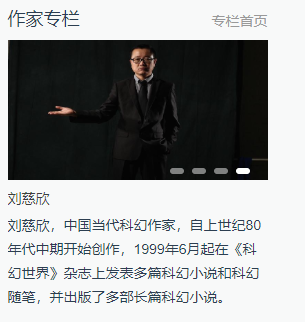 作家专栏
专栏首页
刘慈欣
刘慈欣，中国当代科幻作家，自上世纪80
年代中期开始创作，1999年6月起在《科
幻世界》杂志上发表多篇科幻小说和科幻
随笔，并出版了多部长篇科幻小说。